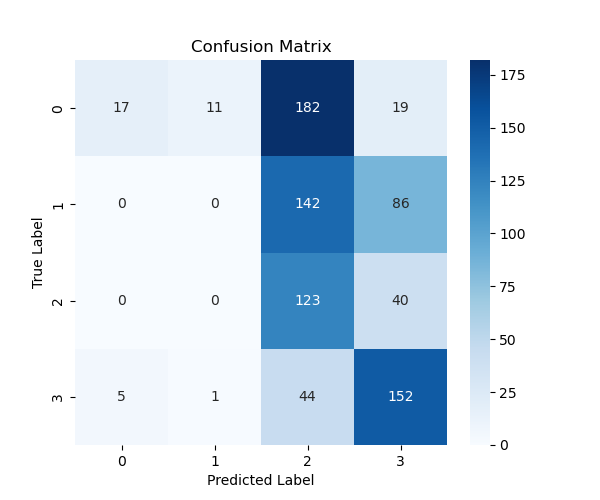 Confusion Matrix
175
0 17 11 182 19
150
125
1 0 0 142 86
100
True Label
75
2 0 0 123 40
50
3 5 1 44 152
25
0
0 1 2 3
Predicted Label